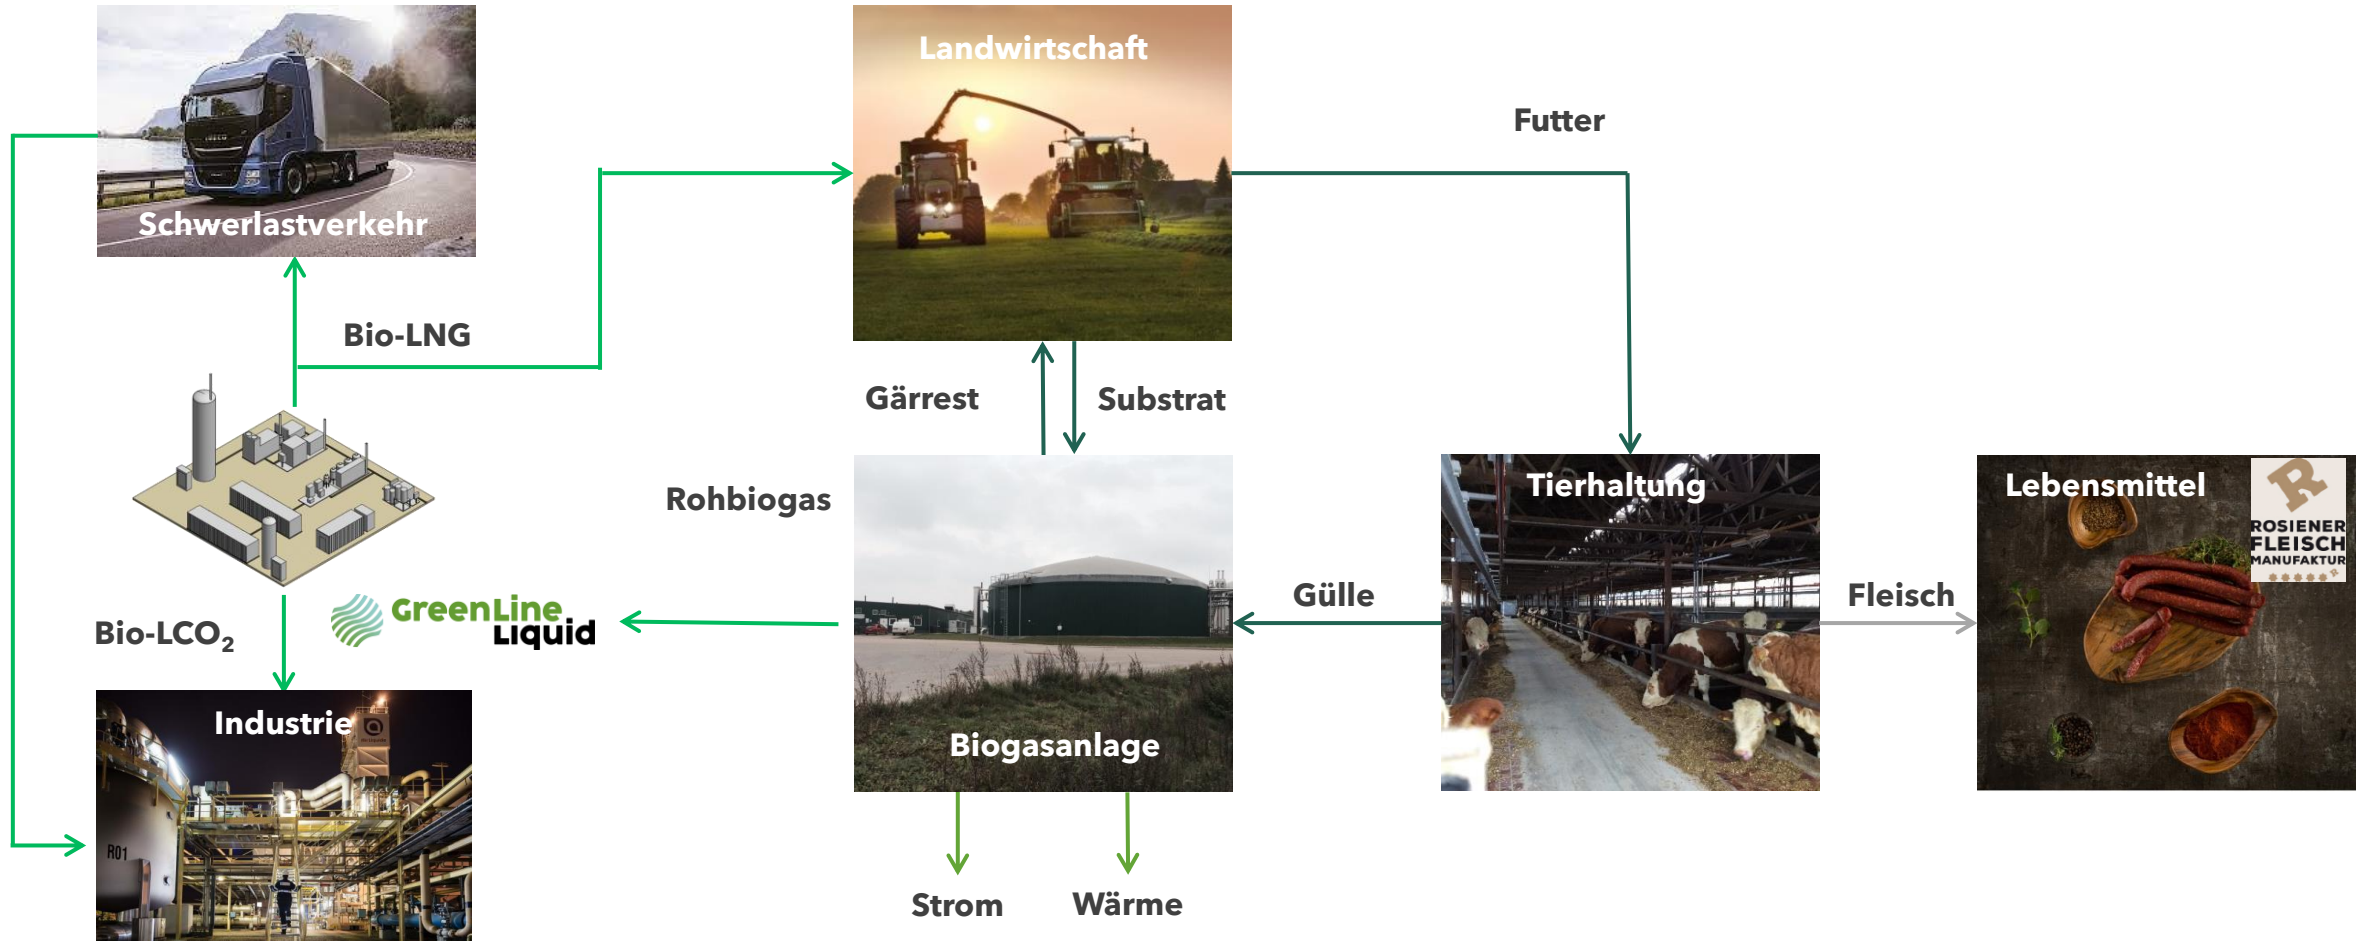 Landwirtschaft
Futter
Schwerlastverkehr
Bio-LNG
Gärrest
Substrat
Rohbiogas
Tierhaltung
Lebensmittel
ROSIENER
FLEISCH
MANUFAKTUR
Gülle
Fleisch
Bio-LCO₂
GreenLine
Liquid
Industrie
Biogasanlage
R01
Strom
Wärme